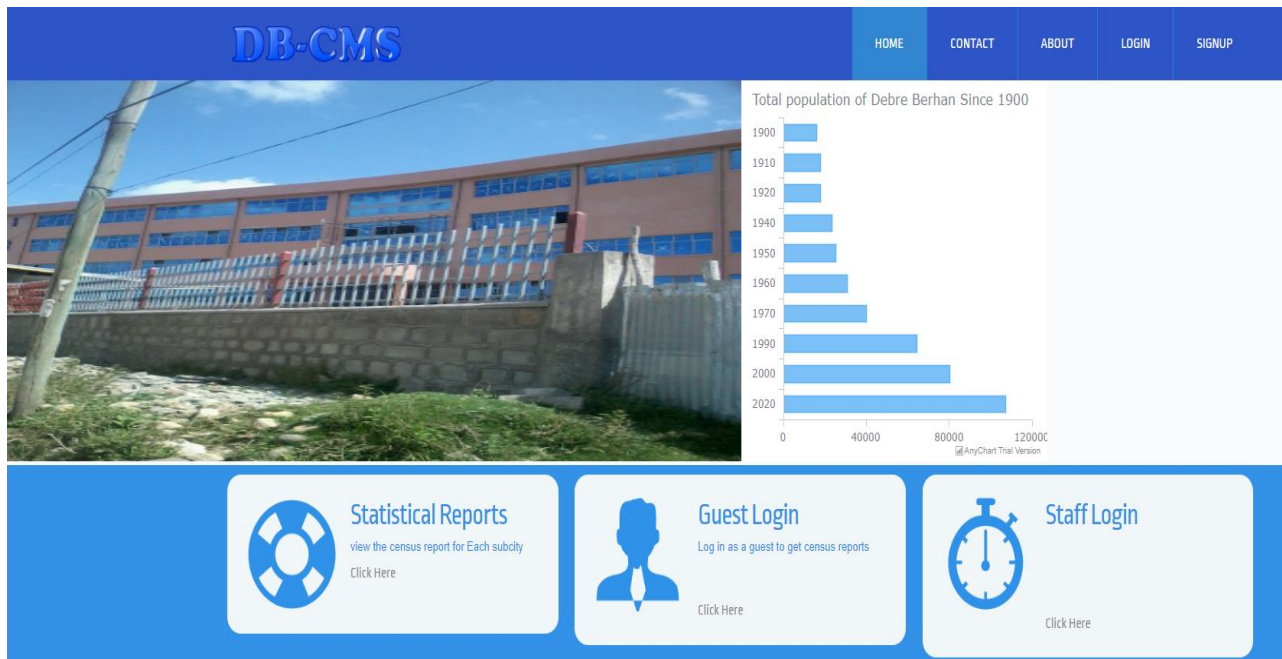 DB-CMS
HOME CONTACT ABOUT LOGIN SIGNUP
Total population of Debre Berhan Since 1900
1900
1910
1920
1940
1950
1960
1970
1990
2000
2020
0 40000 80000 120000
AnyChart Trial Version
Statistical Reports
view the census report for Each subcity
Click Here
Guest Login
Log in as a guest to get census reports
Click Here
Staff Login
Click Here